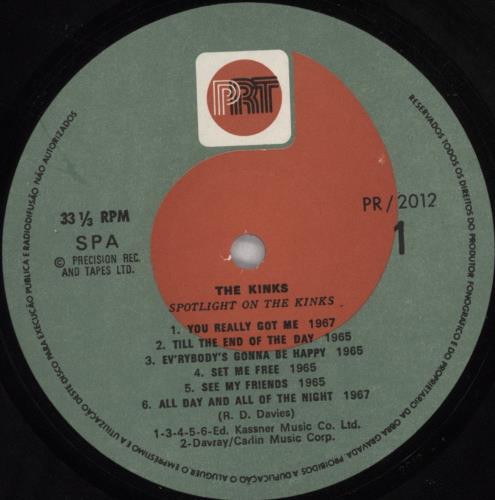 PRT
RESERVADOS TODOS OS DIREITOS DO PRODUTOR FONOGRÁFICO E DO PROPRIETÁRIO DA OBRA GRAVADA. PROIBIDOS A DUPLICAÇÃO O ALUGUER O EMPRÉSTIMO E A UTILIZAÇÃO DESTE DISCO PARA EXECUÇÃO PÚBLICA E RADIODIFUSÃO NÃO AUTORIZADOS
33 1/3 RPM
SPA
© PRECISION REC.
AND TAPES LTD.
PR/2012
1
THE KINKS
SPOTLIGHT ON THE KINKS
1. YOU REALLY GOT ME 1967
2. TILL THE END OF THE DAY 1965
3. EV'RYBODY'S GONNA BE HAPPY 1965
4. SET ME FREE 1965
5. SEE MY FRIENDS 1965
6. ALL DAY AND ALL OF THE NIGHT 1967
(R. D. Davies)
1-3-4-5-6-Ed. Kassner Music Co. Ltd.
2-Davray/Carlin Music Corp.